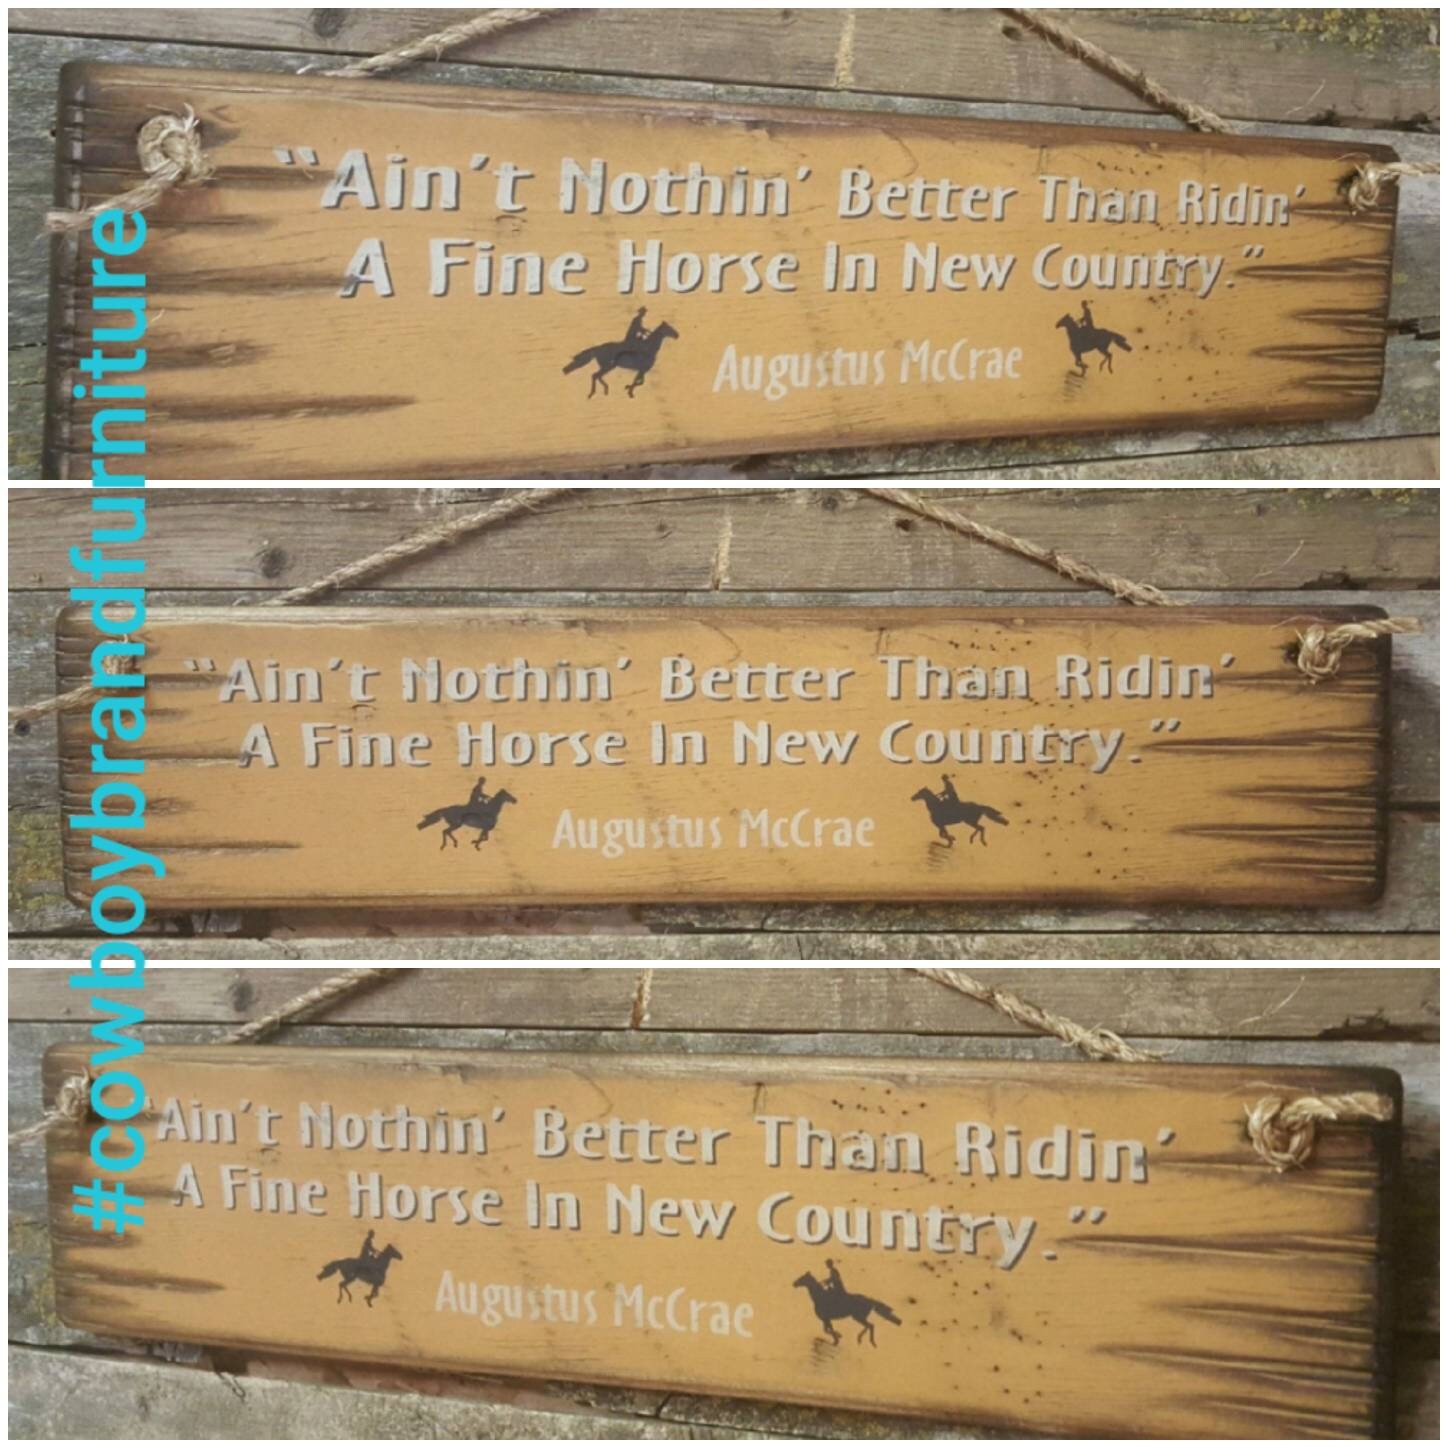 “Ain’t Nothin’ Better Than Ridin’
A Fine Horse In New Country.”
Augustus McCrae
“Ain’t Nothin’ Better Than Ridin’
A Fine Horse In New Country.”
Augustus McCrae
“Ain’t Nothin’ Better Than Ridin’
A Fine Horse In New Country.”
Augustus McCrae
#cowboybrandfurniture